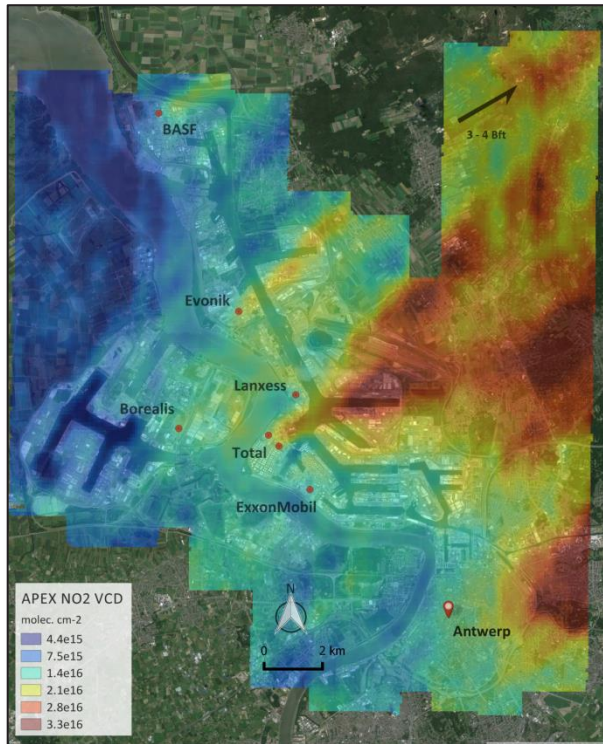 BASF
3 - 4 Bft
Evonik
Lanxess
Borealis
Total
ExxonMobil
Antwerp
N
0 2 km
APEX NO2 VCD
molec. cm-2
4.4e15
7.5e15
1.4e16
2.1e16
2.8e16
3.3e16